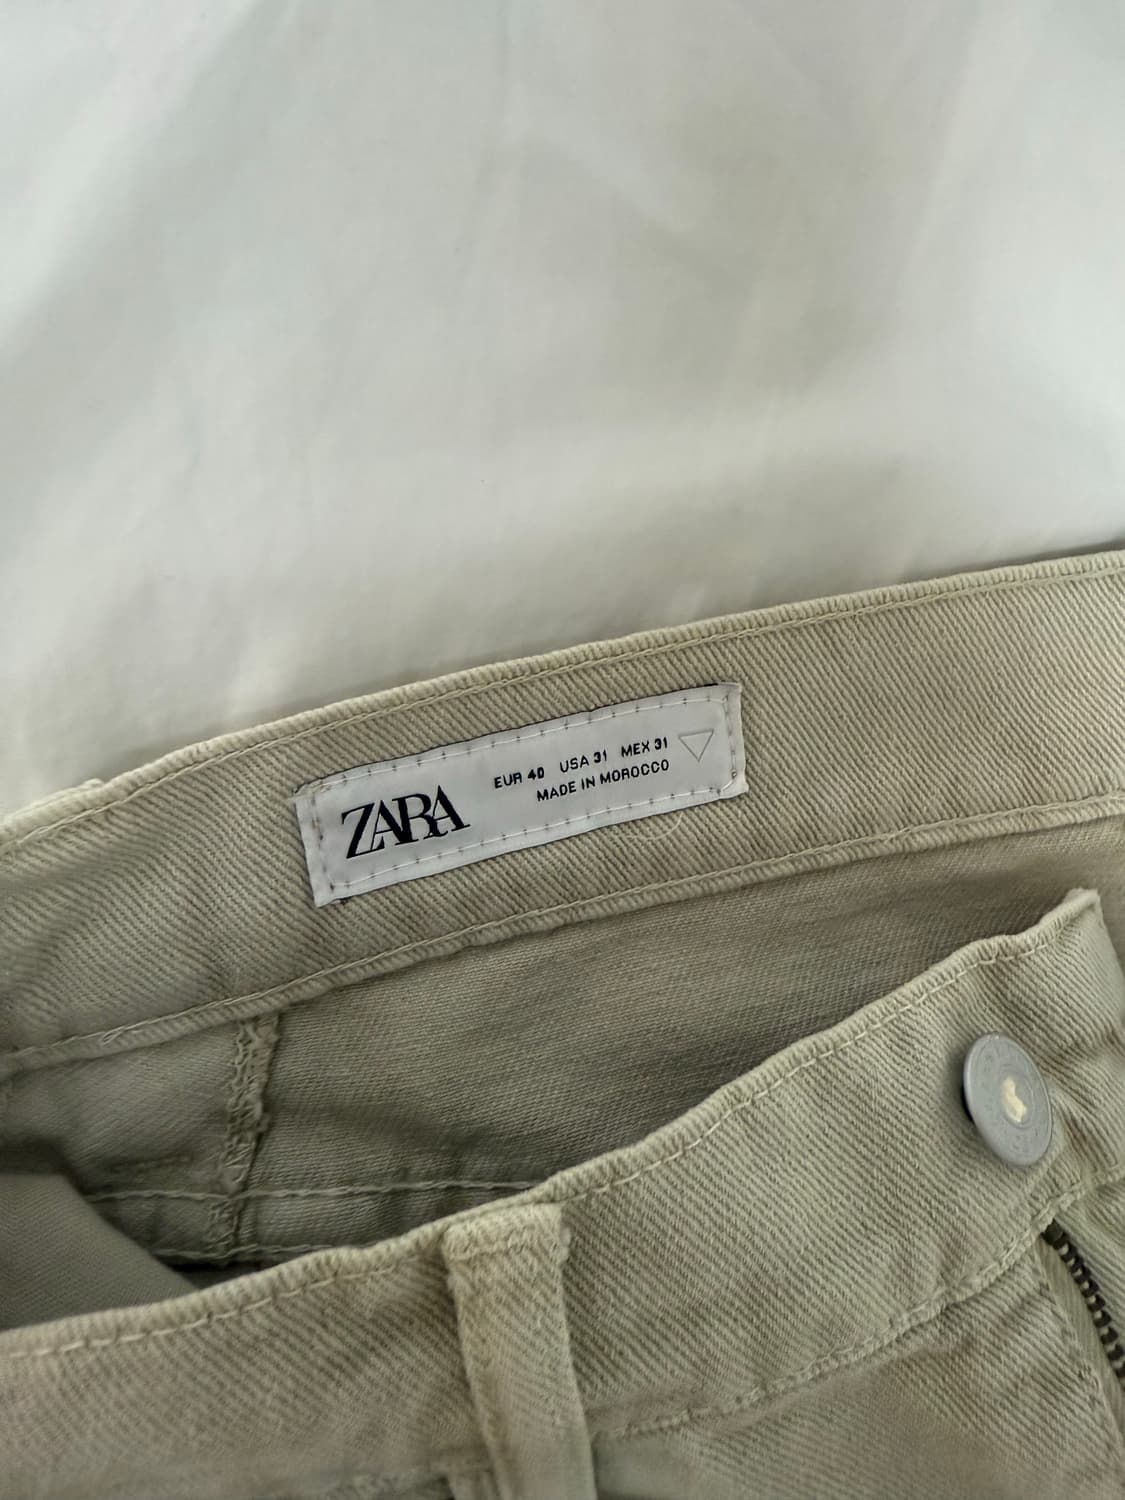 ZARA
EUR 40 USA 31 MEX 31
MADE IN MOROCCO